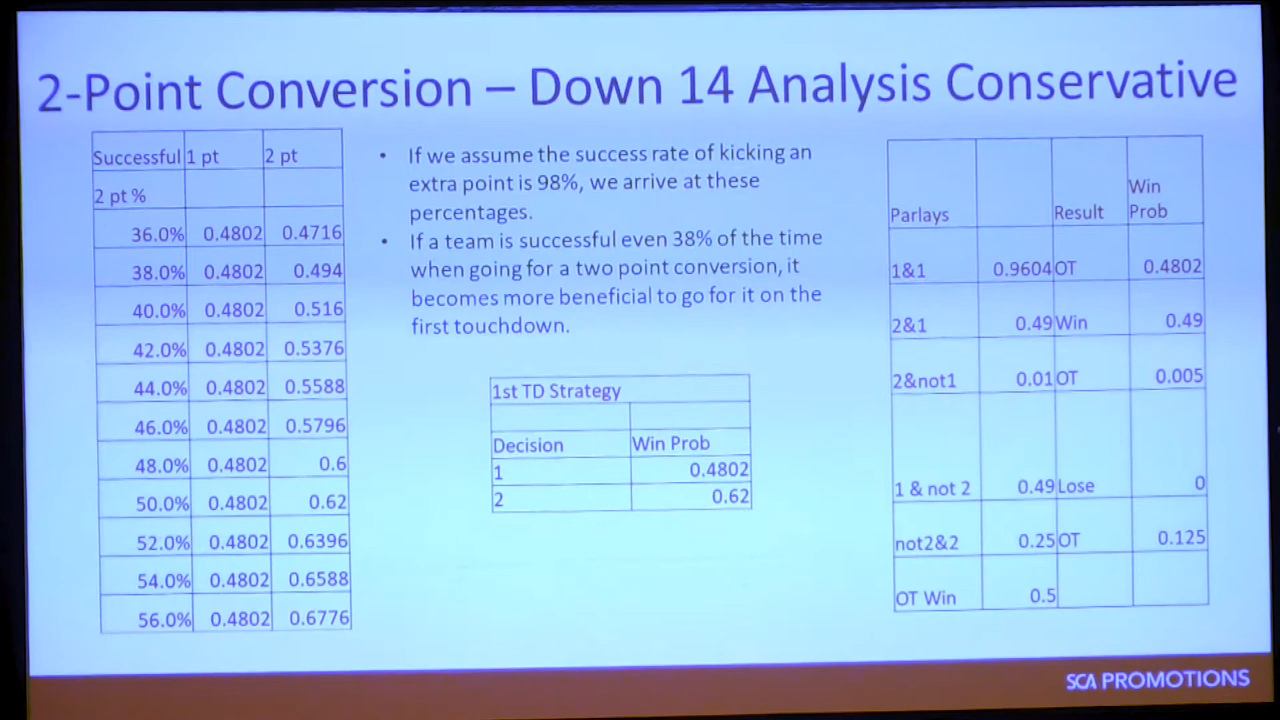 2-Point Conversion – Down 14 Analysis Conservative
Successful 1 pt 2 pt
2 pt %
36.0% 0.4802 0.4716
38.0% 0.4802 0.494
40.0% 0.4802 0.516
42.0% 0.4802 0.5376
44.0% 0.4802 0.5588
46.0% 0.4802 0.5796
48.0% 0.4802 0.6
50.0% 0.4802 0.62
52.0% 0.4802 0.6396
54.0% 0.4802 0.6588
56.0% 0.4802 0.6776
• If we assume the success rate of kicking an
extra point is 98%, we arrive at these
percentages.
• If a team is successful even 38% of the time
when going for a two point conversion, it
becomes more beneficial to go for it on the
first touchdown.
1st TD Strategy
Decision Win Prob
1 0.4802
2 0.62
Win
Parlays Result Prob
1&1 0.9604 OT 0.4802
2&1 0.49 Win 0.49
2&not1 0.01 OT 0.005
1 & not 2 0.49 Lose 0
not2&2 0.25 OT 0.125
OT Win 0.5
SCA PROMOTIONS